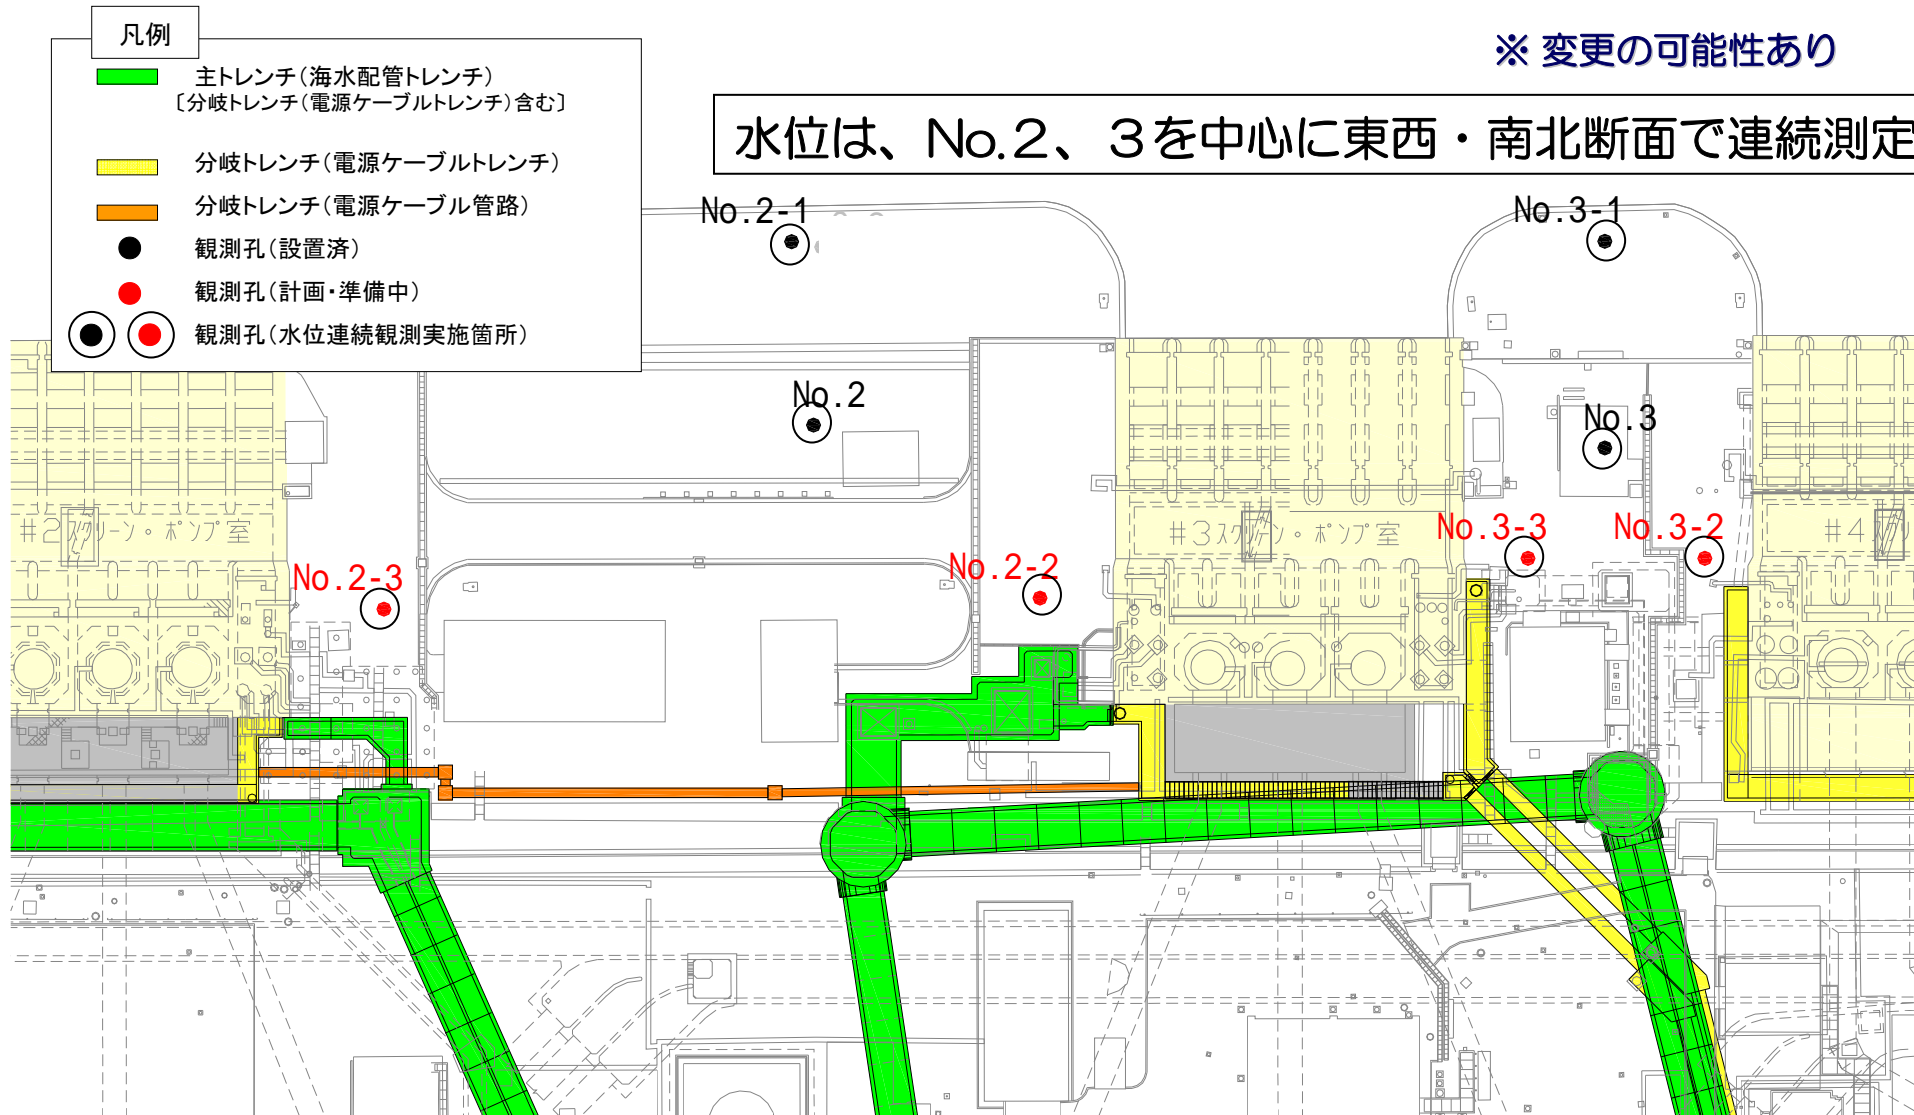 凡例
主トレンチ(海水配管トレンチ)
〔分岐トレンチ(電源ケーブルトレンチ)含む〕
分岐トレンチ(電源ケーブルトレンチ)
分岐トレンチ(電源ケーブル管路)
観測孔(設置済)
観測孔(計画・準備中)
観測孔(水位連続観測実施箇所)
※ 変更の可能性あり
水位は、No.2、3を中心に東西・南北断面で連続測定
No.2-1
No.3-1
No.2
No.3
#2スクリーン・ポンプ室
#3スクリーン・ポンプ室
#4スクリ
No.3-3
No.3-2
No.2-3
No.2-2